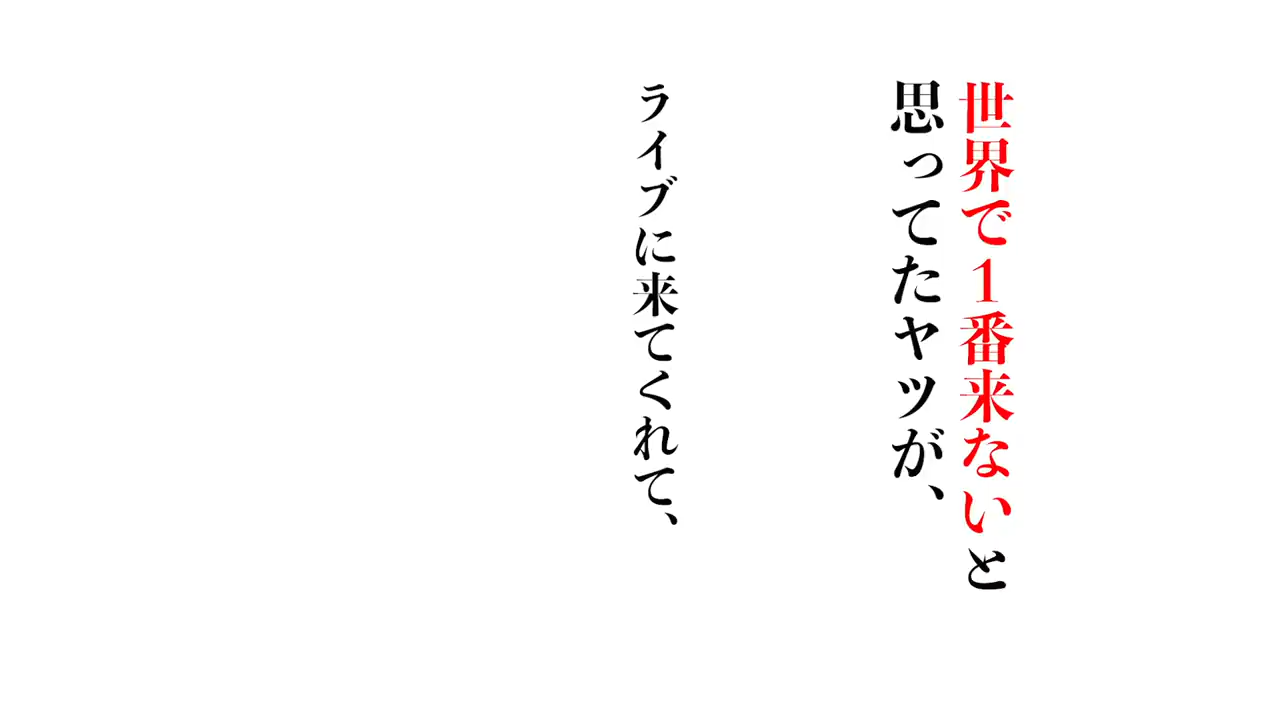 世界で1番来ないと
思ってたヤツが、
ライブに来てくれて、